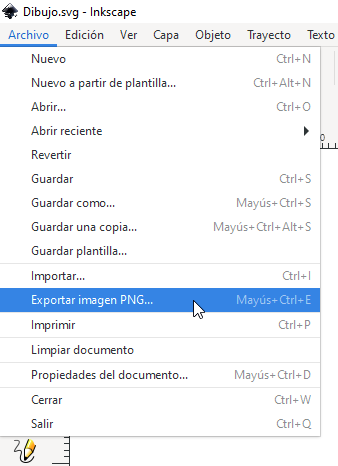 Dibujo.svg - Inkscape
Archivo Edición Ver Capa Objeto Trayecto Texto
Nuevo Ctrl+N
Nuevo a partir de plantilla... Ctrl+Alt+N
Abrir... Ctrl+O
Abrir reciente
Revertir
Guardar Ctrl+S
Guardar como... Mayús+Ctrl+S
Guardar una copia... Mayús+Ctrl+Alt+S
Guardar plantilla...
Importar... Ctrl+I
Exportar imagen PNG... Mayús+Ctrl+E
Imprimir Ctrl+P
Limpiar documento
Propiedades del documento... Mayús+Ctrl+D
Cerrar Ctrl+W
Salir Ctrl+Q